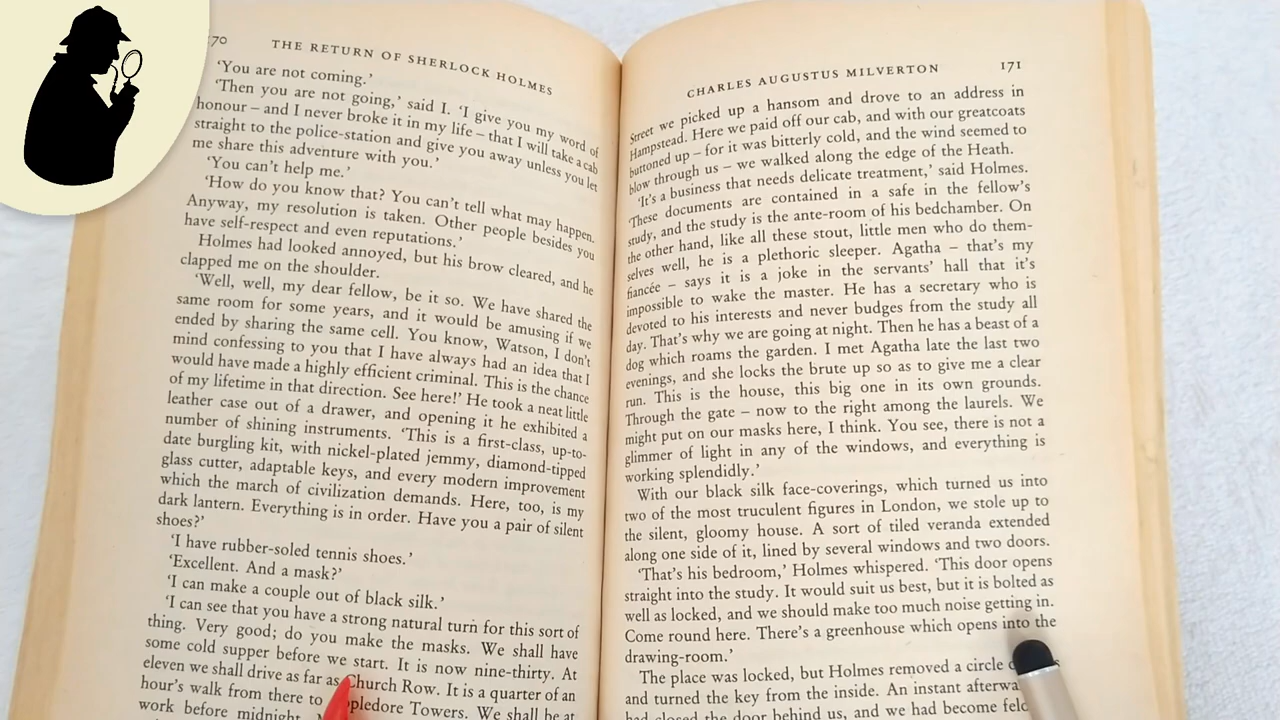 70 THE RETURN OF SHERLOCK HOLMES
‘You are not coming.’
‘Then you are not going,’ said I. ‘I give you my word of
honour – and I never broke it in my life – that I will take a cab
straight to the police-station and give you away unless you let
me share this adventure with you.’
‘You can’t help me.’
‘How do you know that? You can’t tell what may happen.
Anyway, my resolution is taken. Other people besides you
have self-respect and even reputations.’
Holmes had looked annoyed, but his brow cleared, and he
clapped me on the shoulder.
‘Well, well, my dear fellow, be it so. We have shared the
same room for some years, and it would be amusing if we
ended by sharing the same cell. You know, Watson, I don’t
mind confessing to you that I have always had an idea that I
would have made a highly efficient criminal. This is the chance
of my lifetime in that direction. See here!’ He took a neat little
leather case out of a drawer, and opening it he exhibited a
number of shining instruments. ‘This is a first-class, up-to-
date burgling kit, with nickel-plated jemmy, diamond-tipped
glass cutter, adaptable keys, and every modern improvement
which the march of civilization demands. Here, too, is my
dark lantern. Everything is in order. Have you a pair of silent
shoes?’
‘I have rubber-soled tennis shoes.’
‘Excellent. And a mask?’
‘I can make a couple out of black silk.’
‘I can see that you have a strong natural turn for this sort of
thing. Very good; do you make the masks. We shall have
some cold supper before we start. It is now nine-thirty. At
eleven we shall drive as far as Church Row. It is a quarter of an
hour’s walk from there to Appledore Towers. We shall be at
work before midnight.
CHARLES AUGUSTUS MILVERTON 171
Street we picked up a hansom and drove to an address in
Hampstead. Here we paid off our cab, and with our greatcoats
buttoned up – for it was bitterly cold, and the wind seemed to
blow through us – we walked along the edge of the Heath.
‘It’s a business that needs delicate treatment,’ said Holmes.
‘These documents are contained in a safe in the fellow’s
study, and the study is the ante-room of his bedchamber. On
the other hand, like all these stout, little men who do them-
selves well, he is a plethoric sleeper. Agatha – that’s my
fiancée – says it is a joke in the servants’ hall that it’s
impossible to wake the master. He has a secretary who is
devoted to his interests and never budges from the study all
day. That’s why we are going at night. Then he has a beast of a
dog which roams the garden. I met Agatha late the last two
evenings, and she locks the brute up so as to give me a clear
run. This is the house, this big one in its own grounds.
Through the gate – now to the right among the laurels. We
might put on our masks here, I think. You see, there is not a
glimmer of light in any of the windows, and everything is
working splendidly.’
With our black silk face-coverings, which turned us into
two of the most truculent figures in London, we stole up to
the silent, gloomy house. A sort of tiled veranda extended
along one side of it, lined by several windows and two doors.
‘That’s his bedroom,’ Holmes whispered. ‘This door opens
straight into the study. It would suit us best, but it is bolted as
well as locked, and we should make too much noise getting in.
Come round here. There’s a greenhouse which opens into the
drawing-room.’
The place was locked, but Holmes removed a circle
and turned the key from the inside. An instant
had closed the door behind us, and we had become